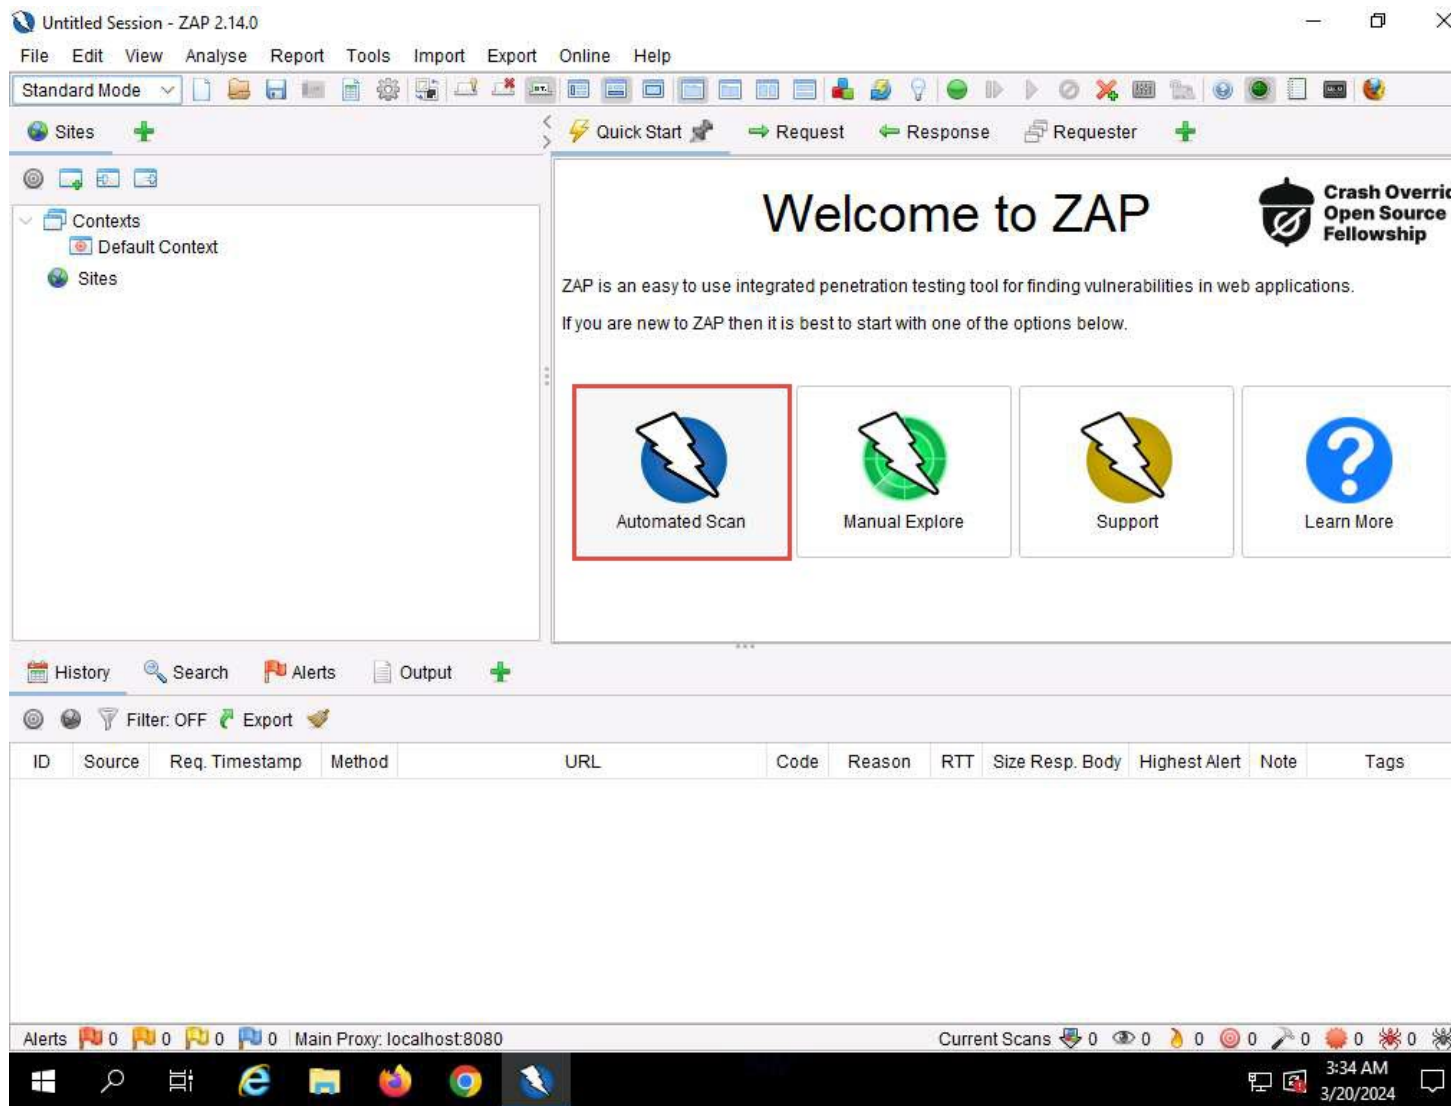 Untitled Session - ZAP 2.14.0
File Edit View Analyse Report Tools Import Export Online Help
Standard Mode
Sites
Quick Start Request Response Requester
Contexts
Default Context
Sites
Welcome to ZAP
Crash Overrid
Open Source
Fellowship
ZAP is an easy to use integrated penetration testing tool for finding vulnerabilities in web applications.
If you are new to ZAP then it is best to start with one of the options below.
Automated Scan Manual Explore Support Learn More
History Search Alerts Output
Filter: OFF Export
ID Source Req. Timestamp Method URL Code Reason RTT Size Resp. Body Highest Alert Note Tags
Alerts 0 0 0 0 Main Proxy: localhost:8080 Current Scans 0 0 0 0 0 0 0
3:34 AM
3/20/2024